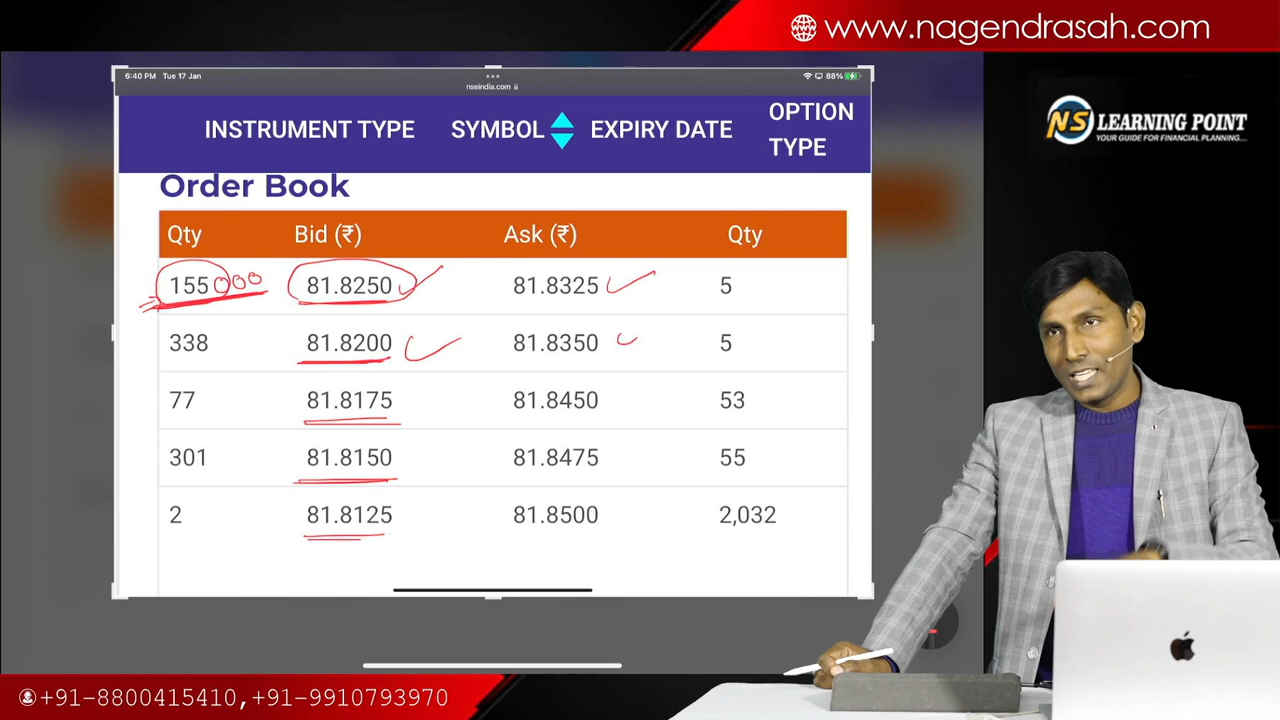 www.nagendrasah.com
6:40 PM Tue 17 Jan
88%
nseindia.com
INSTRUMENT TYPE SYMBOL EXPIRY DATE OPTION TYPE
NS LEARNING POINT
YOUR GUIDE FOR FINANCIAL PLANNING....
Order Book
Qty Bid (₹) Ask (₹) Qty
155000 81.8250 81.8325 5
338 81.8200 81.8350 5
77 81.8175 81.8450 53
301 81.8150 81.8475 55
2 81.8125 81.8500 2,032
+91-8800415410,+91-9910793970